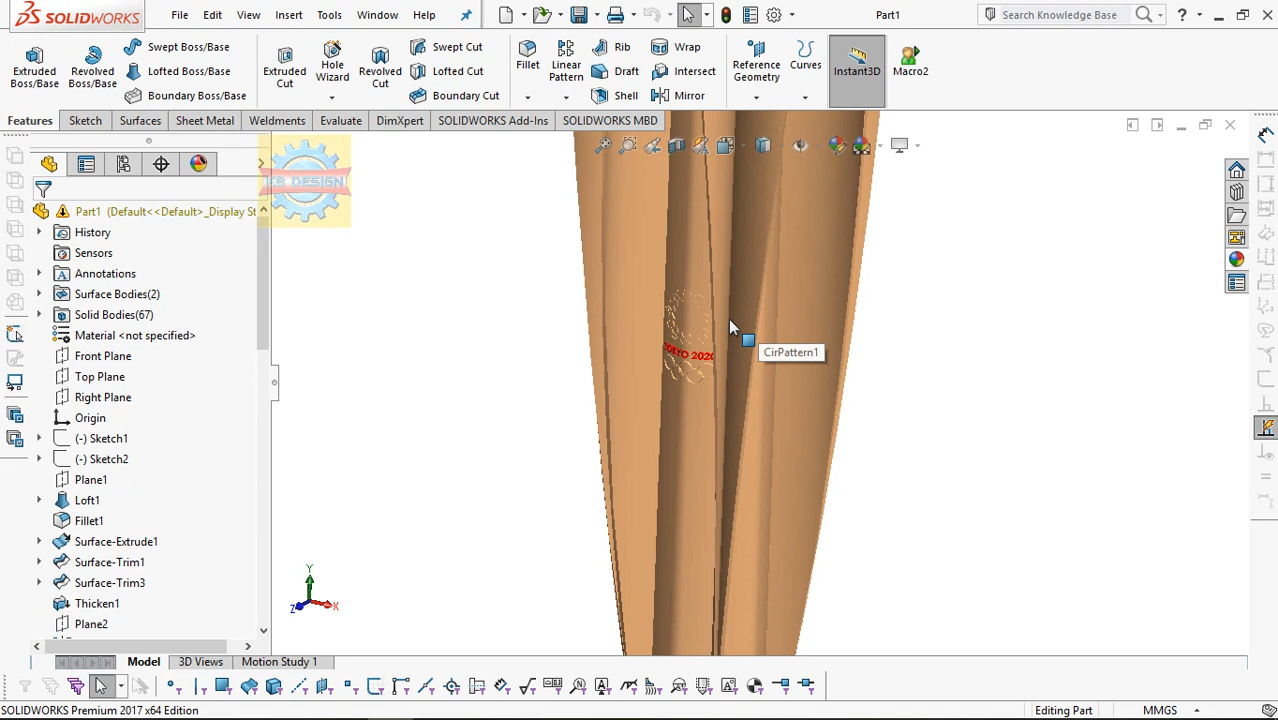 SOLIDWORKS
File Edit View Insert Tools Window Help
Part1
Search Knowledge Base
?
Extruded Boss/Base
Revolved Boss/Base
Swept Boss/Base
Lofted Boss/Base
Boundary Boss/Base
Extruded Cut
Hole Wizard
Revolved Cut
Swept Cut
Lofted Cut
Boundary Cut
Fillet
Linear Pattern
Rib
Draft
Shell
Wrap
Intersect
Mirror
Reference Geometry
Curves
Instant3D
Macro2
Features Sketch Surfaces Sheet Metal Weldments Evaluate DimXpert SOLIDWORKS Add-Ins SOLIDWORKS MBD
KB DESIGN
Part1 (Default<<Default>_Display St
History
Sensors
Annotations
Surface Bodies(2)
Solid Bodies(67)
Material <not specified>
Front Plane
Top Plane
Right Plane
Origin
(-) Sketch1
(-) Sketch2
Plane1
Loft1
Fillet1
Surface-Extrude1
Surface-Trim1
Surface-Trim3
Thicken1
Plane2
TOKYO 2020
CirPattern1
Y
Z
X
Model 3D Views Motion Study 1
SOLIDWORKS Premium 2017 x64 Edition
Editing Part
MMGS